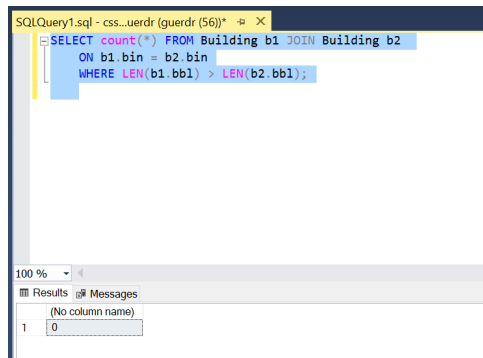 SQLQuery1.sql - css...uerdr (guerdr (56))*
SELECT count(*) FROM Building b1 JOIN Building b2
ON b1.bin = b2.bin
WHERE LEN(b1.bbl) > LEN(b2.bbl);
100 %
Results Messages
(No column name)
1 0